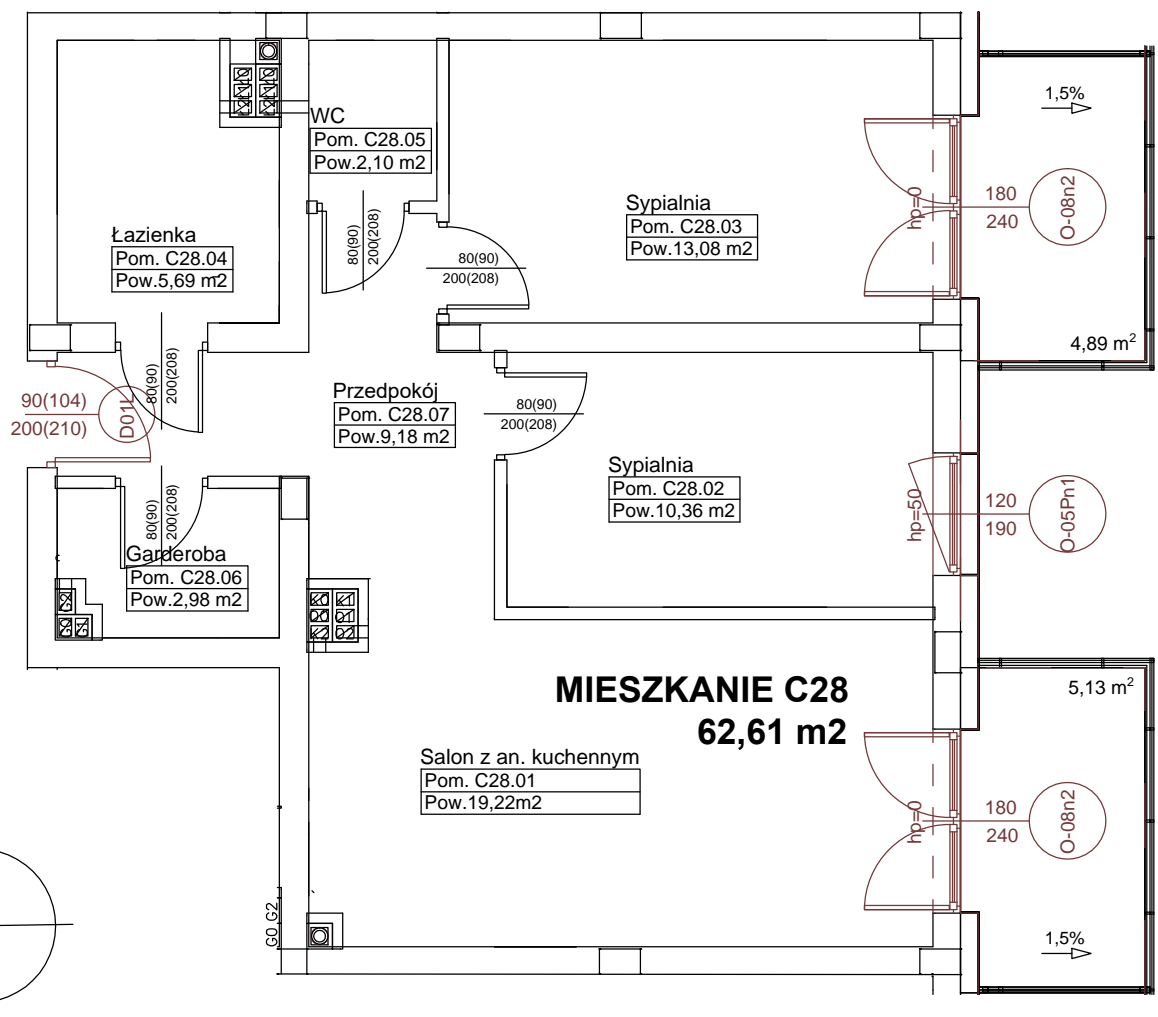 1,5%
WC
Pom. C28.05
Pow.2,10 m2
Sypialnia
Pom. C28.03
Pow.13,08 m2
hp=0
180
240
O-08n2
80(90)
200(208)
80(90)
200(208)
Łazienka
Pom. C28.04
Pow.5,69 m2
4,89 m2
90(104)
200(210)
D01L
80(90)
200(208)
Przedpokój
Pom. C28.07
Pow.9,18 m2
80(90)
200(208)
Sypialnia
Pom. C28.02
Pow.10,36 m2
hp=50
120
190
O-05Pn1
80(90)
200(208)
Garderoba
Pom. C28.06
Pow.2,98 m2
G2
G0 G1
MIESZKANIE C28
62,61 m2
5,13 m2
Salon z an. kuchennym
Pom. C28.01
Pow.19,22m2
hp=0
180
240
O-08n2
G0 G2
1,5%